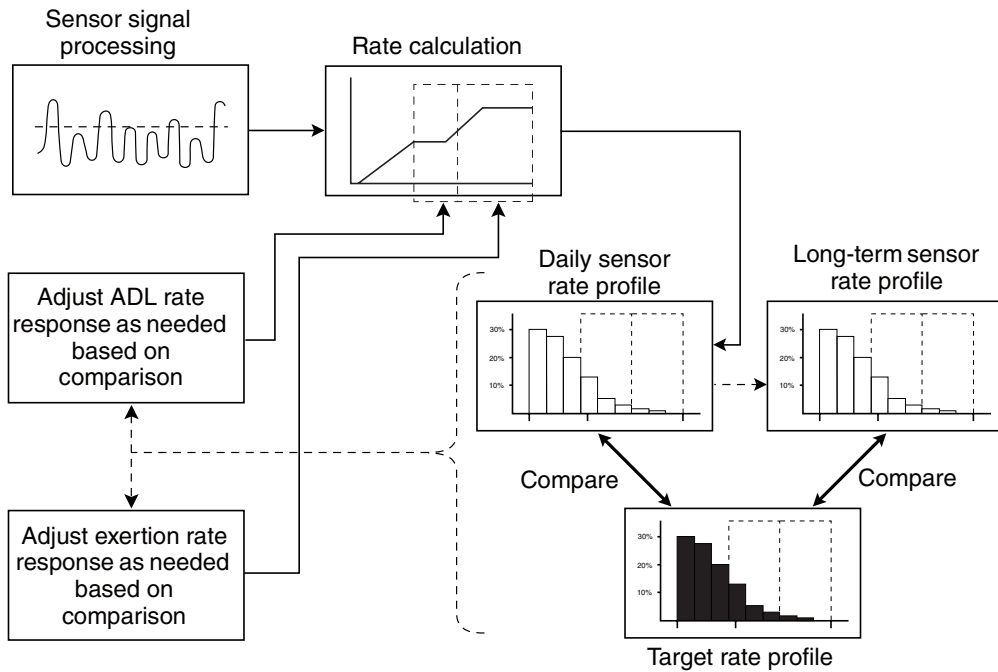 Sensor signal
processing
Rate calculation
Adjust ADL rate
response as needed
based on
comparison
Adjust exertion rate
response as needed
based on
comparison
Daily sensor
rate profile
30%
20%
10%
Long-term sensor
rate profile
30%
20%
10%
Compare
Compare
30%
20%
10%
Target rate profile